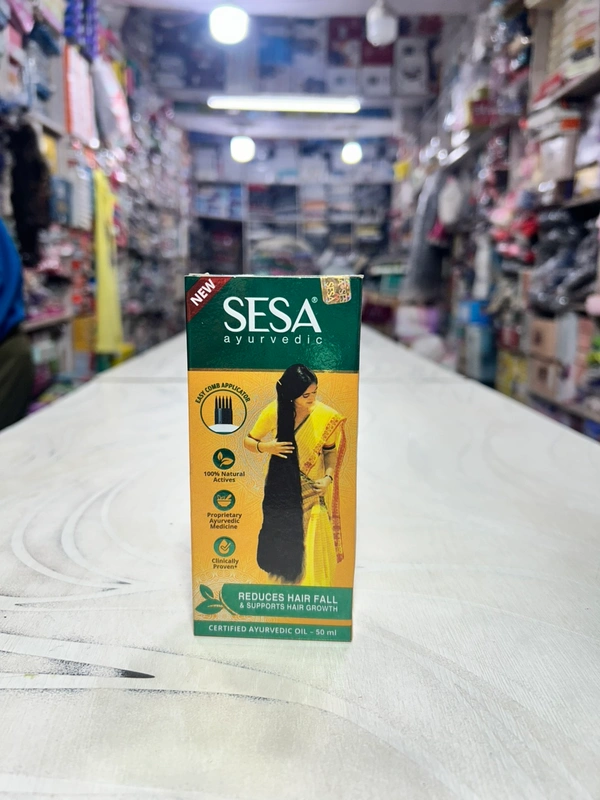 NEW
SESA®
ayurvedic
EASY COMB APPLICATOR
100% Natural
Actives
Proprietary
Ayurvedic
Medicine
Clinically
Proven+
REDUCES HAIR FALL
& SUPPORTS HAIR GROWTH
CERTIFIED AYURVEDIC OIL - 50 ml